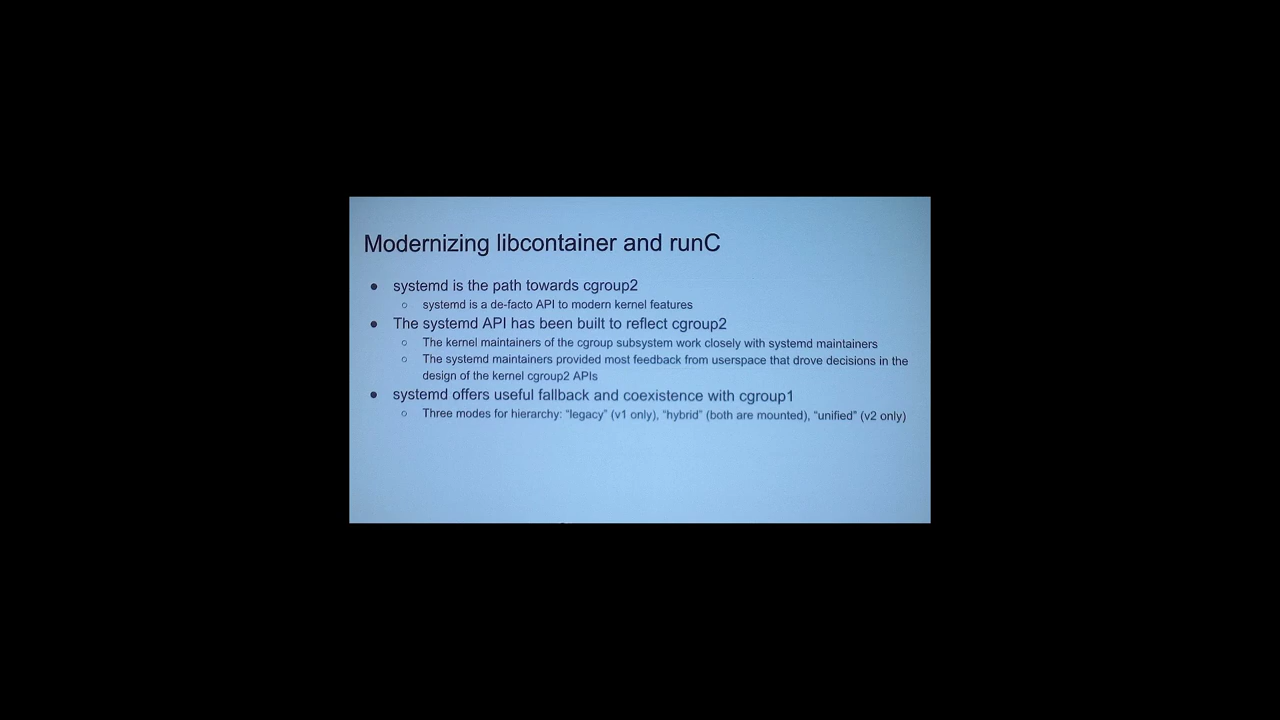 Modernizing libcontainer and runC
● systemd is the path towards cgroup2
○ systemd is a de-facto API to modern kernel features
● The systemd API has been built to reflect cgroup2
○ The kernel maintainers of the cgroup subsystem work closely with systemd maintainers
○ The systemd maintainers provided most feedback from userspace that drove decisions in the
design of the kernel cgroup2 APIs
● systemd offers useful fallback and coexistence with cgroup1
○ Three modes for hierarchy: “legacy” (v1 only), “hybrid” (both are mounted), “unified” (v2 only)